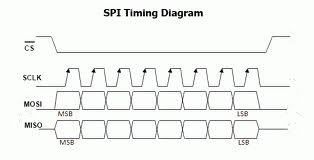 SPI Timing Diagram
CS
SCLK
MOSI
MSB LSB
MISO
MSB LSB